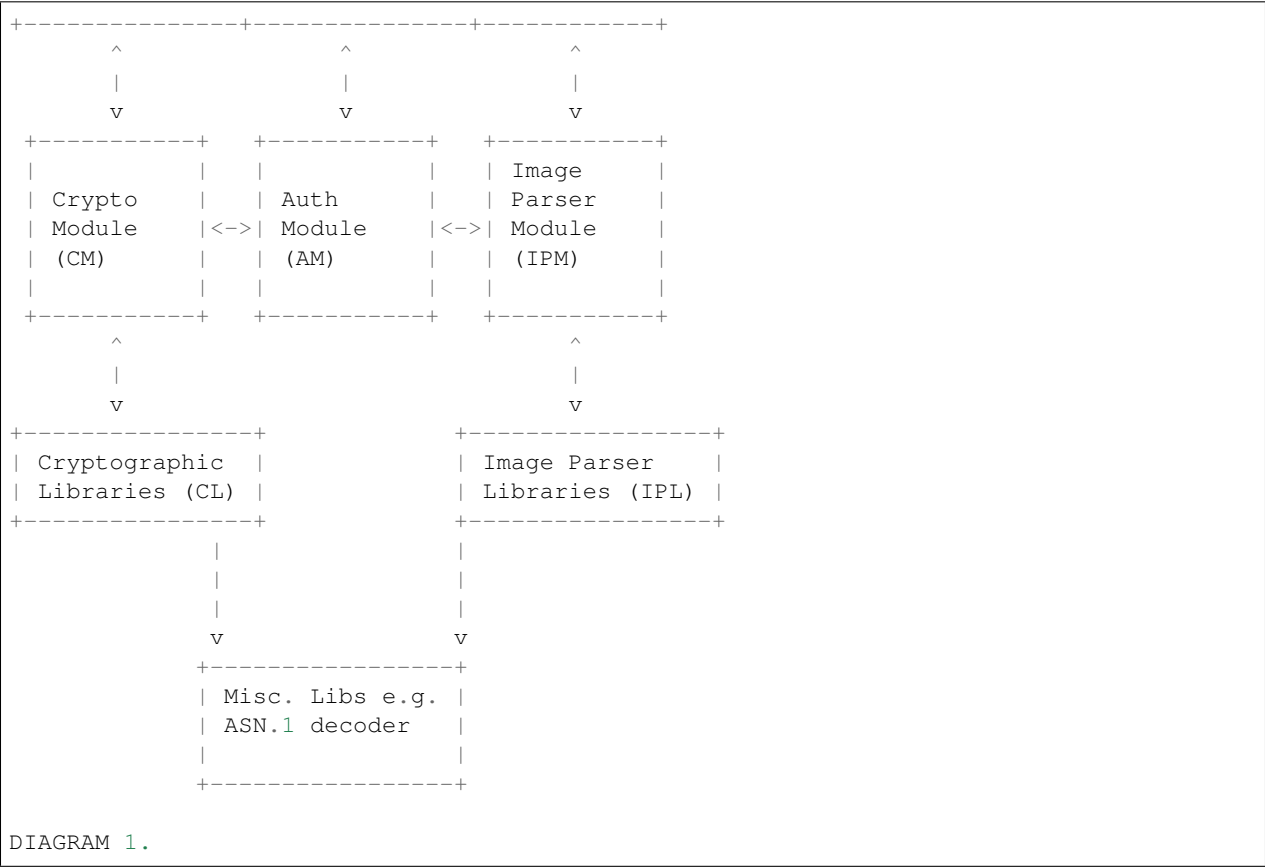 +---------------+---------------+------------+
       ^               ^               ^
       |               |               |
       v               v               v
 +-----------+   +-----------+   +-----------+
 |           |   |           |   | Image     |
 | Crypto    |   | Auth      |   | Parser    |
 | Module    |<->| Module    |<->| Module    |
 | (CM)      |   | (AM)      |   | (IPM)     |
 |           |   |           |   |           |
 +-----------+   +-----------+   +-----------+
       ^                               ^
       |                               |
       v                               v
+----------------+             +-----------------+
| Cryptographic  |             | Image Parser    |
| Libraries (CL) |             | Libraries (IPL) |
+----------------+             +-----------------+
              |                |
              |                |
              |                |
              v                v
             +-----------------+
             | Misc. Libs e.g. |
             | ASN.1 decoder   |
             |                 |
             +-----------------+

DIAGRAM 1.